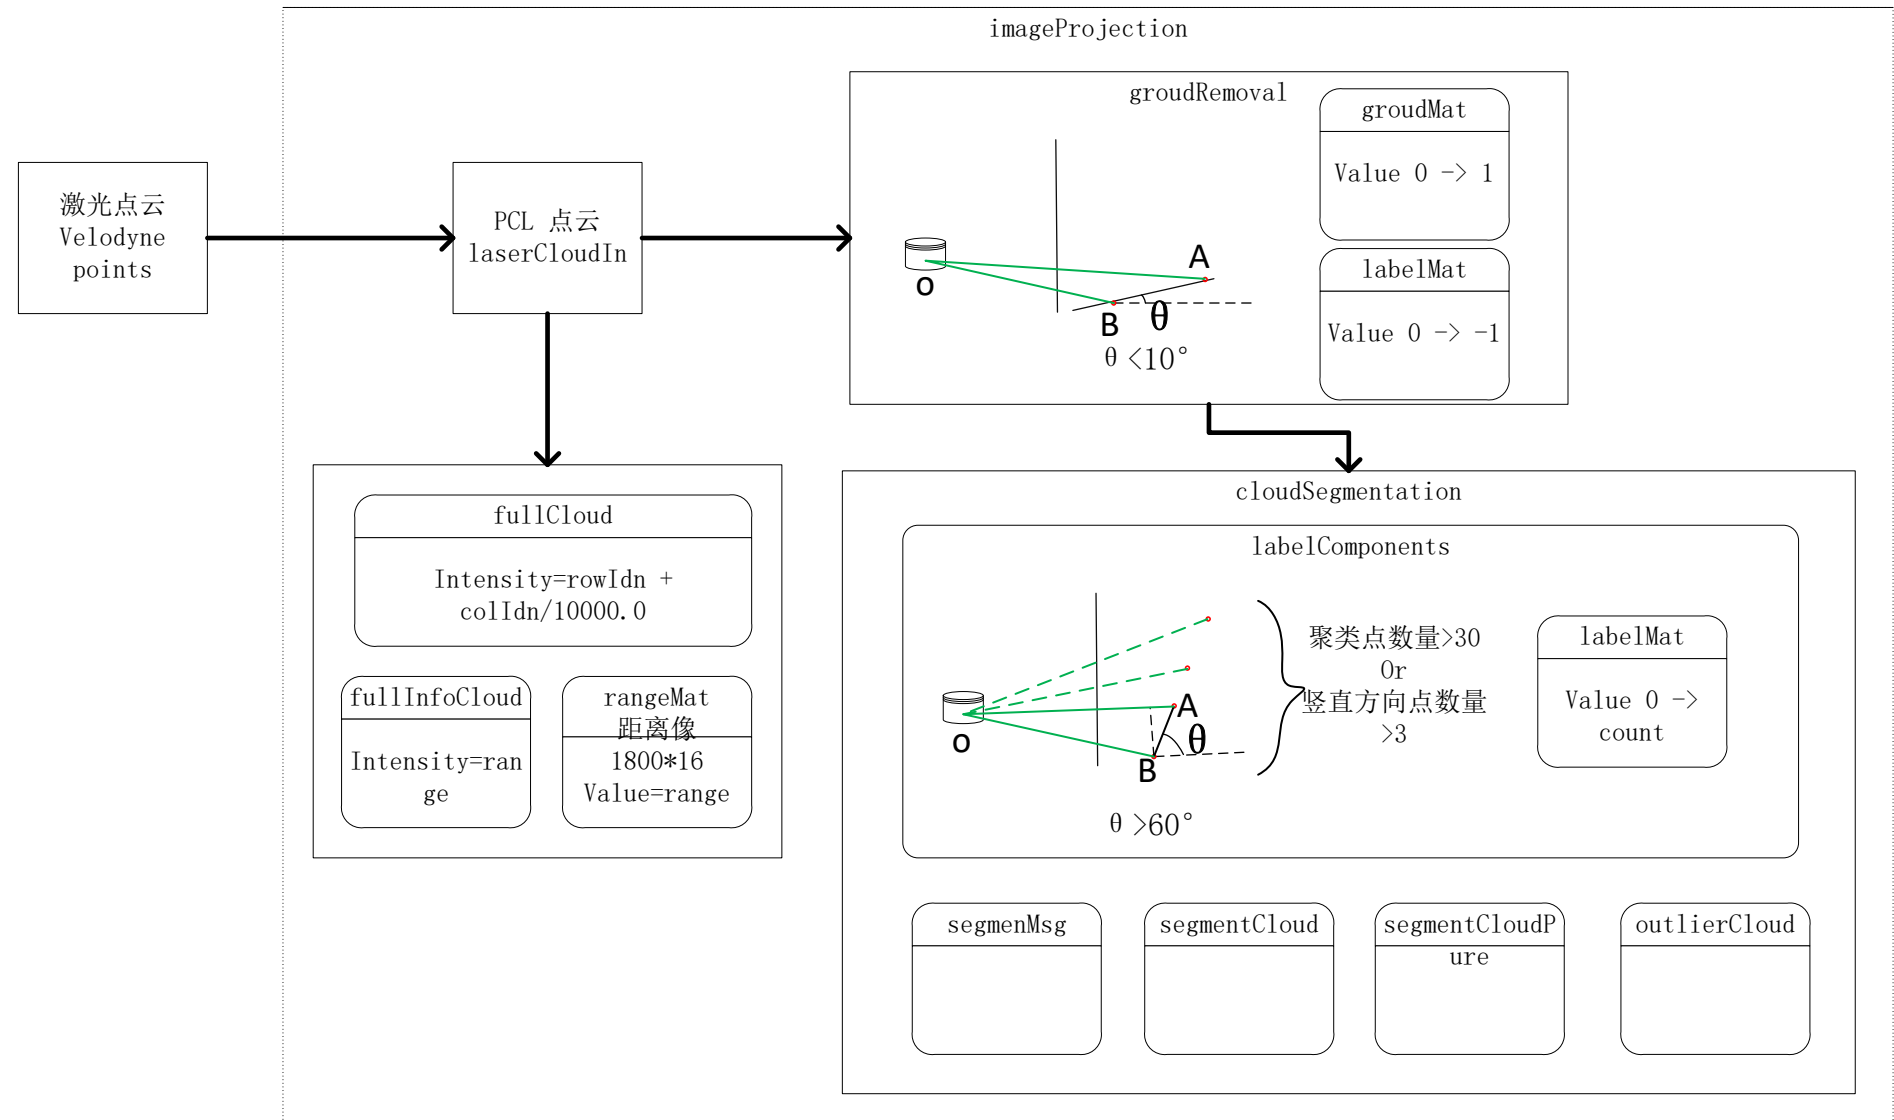 imageProjection
激光点云
Velodyne
points
PCL 点云
laserCloudIn
groudRemoval
O
A
B
θ
θ<10°
groudMat
Value 0 -> 1
labelMat
Value 0 -> -1
fullCloud
Intensity=rowIdn +
colIdn/10000.0
fullInfoCloud
Intensity=ran
ge
rangeMat
距离像
1800*16
Value=range
cloudSegmentation
labelComponents
O
A
B
θ
θ>60°
聚类点数量>30
Or
竖直方向点数量
>3
labelMat
Value 0 ->
count
segmenMsg
segmentCloud
segmentCloudP
ure
outlierCloud